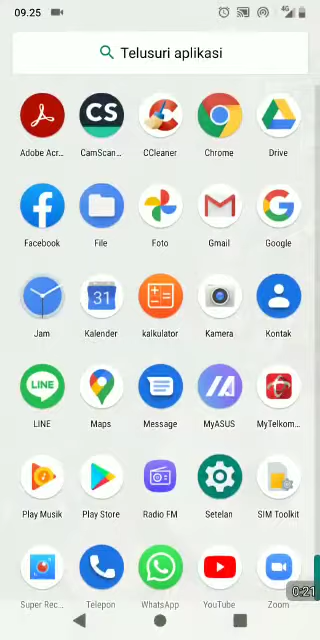 09.25
4G
Telusuri aplikasi
CS
Adobe Acr...
CamScan...
CCleaner
Chrome
Drive
Facebook
File
Foto
Gmail
Google
31
Jam
Kalender
kalkulator
Kamera
Kontak
LINE
LINE
Maps
Message
MyASUS
MyTelkom...
Play Musik
Play Store
Radio FM
Setelan
SIM Toolkit
0:21
Super Rec...
Telepon
WhatsApp
YouTube
Zoom